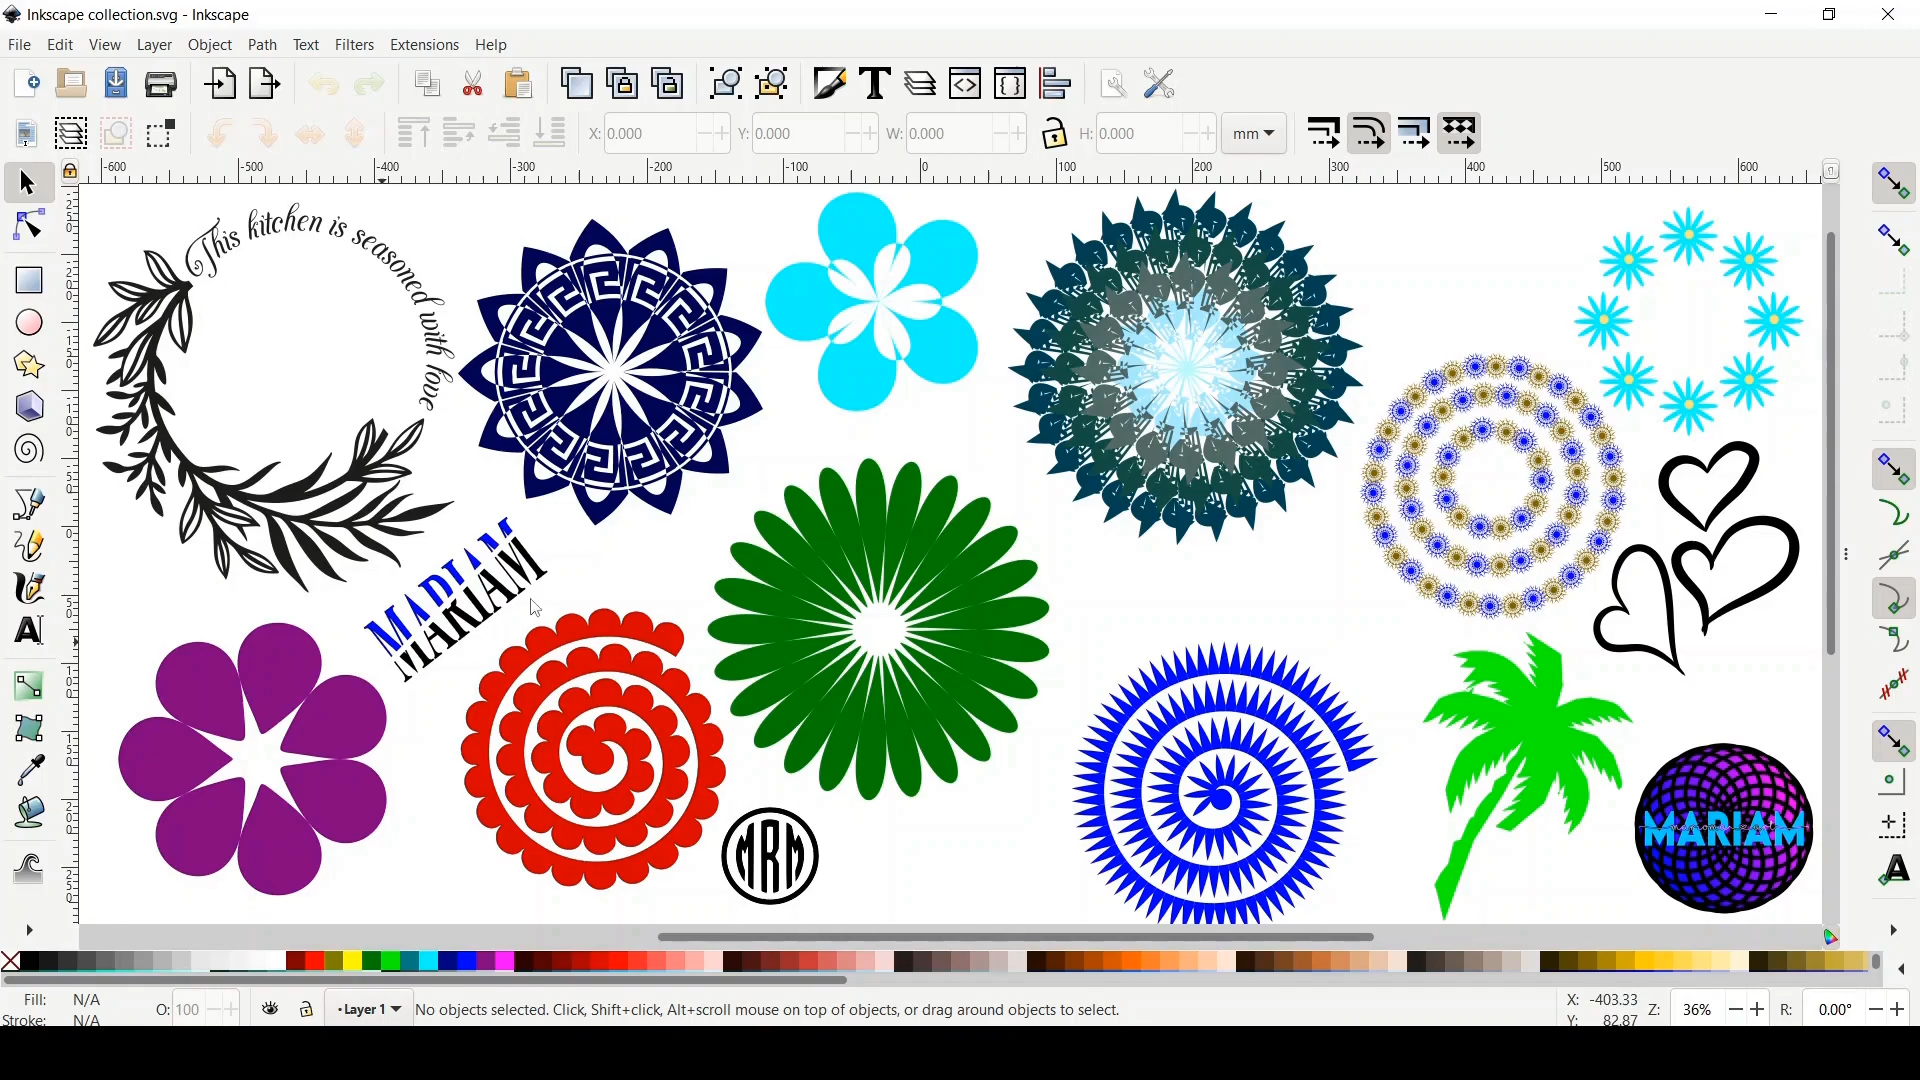 Inkscape collection.svg - Inkscape
File Edit View Layer Object Path Text Filters Extensions Help
X: 0.000 Y: 0.000 W: 0.000 H: 0.000 mm
-600 -500 -400 -300 -200 -100 0 100 200 300 400 500 600
This kitchen is seasoned with love
MARIAM
MARIAM
MRM
MARIAM
Fill: N/A
Stroke: N/A
O: 100
Layer 1
No objects selected. Click, Shift+click, Alt+scroll mouse on top of objects, or drag around objects to select.
X: -403.33
Y: 82.87
Z: 36%
R: 0.00°